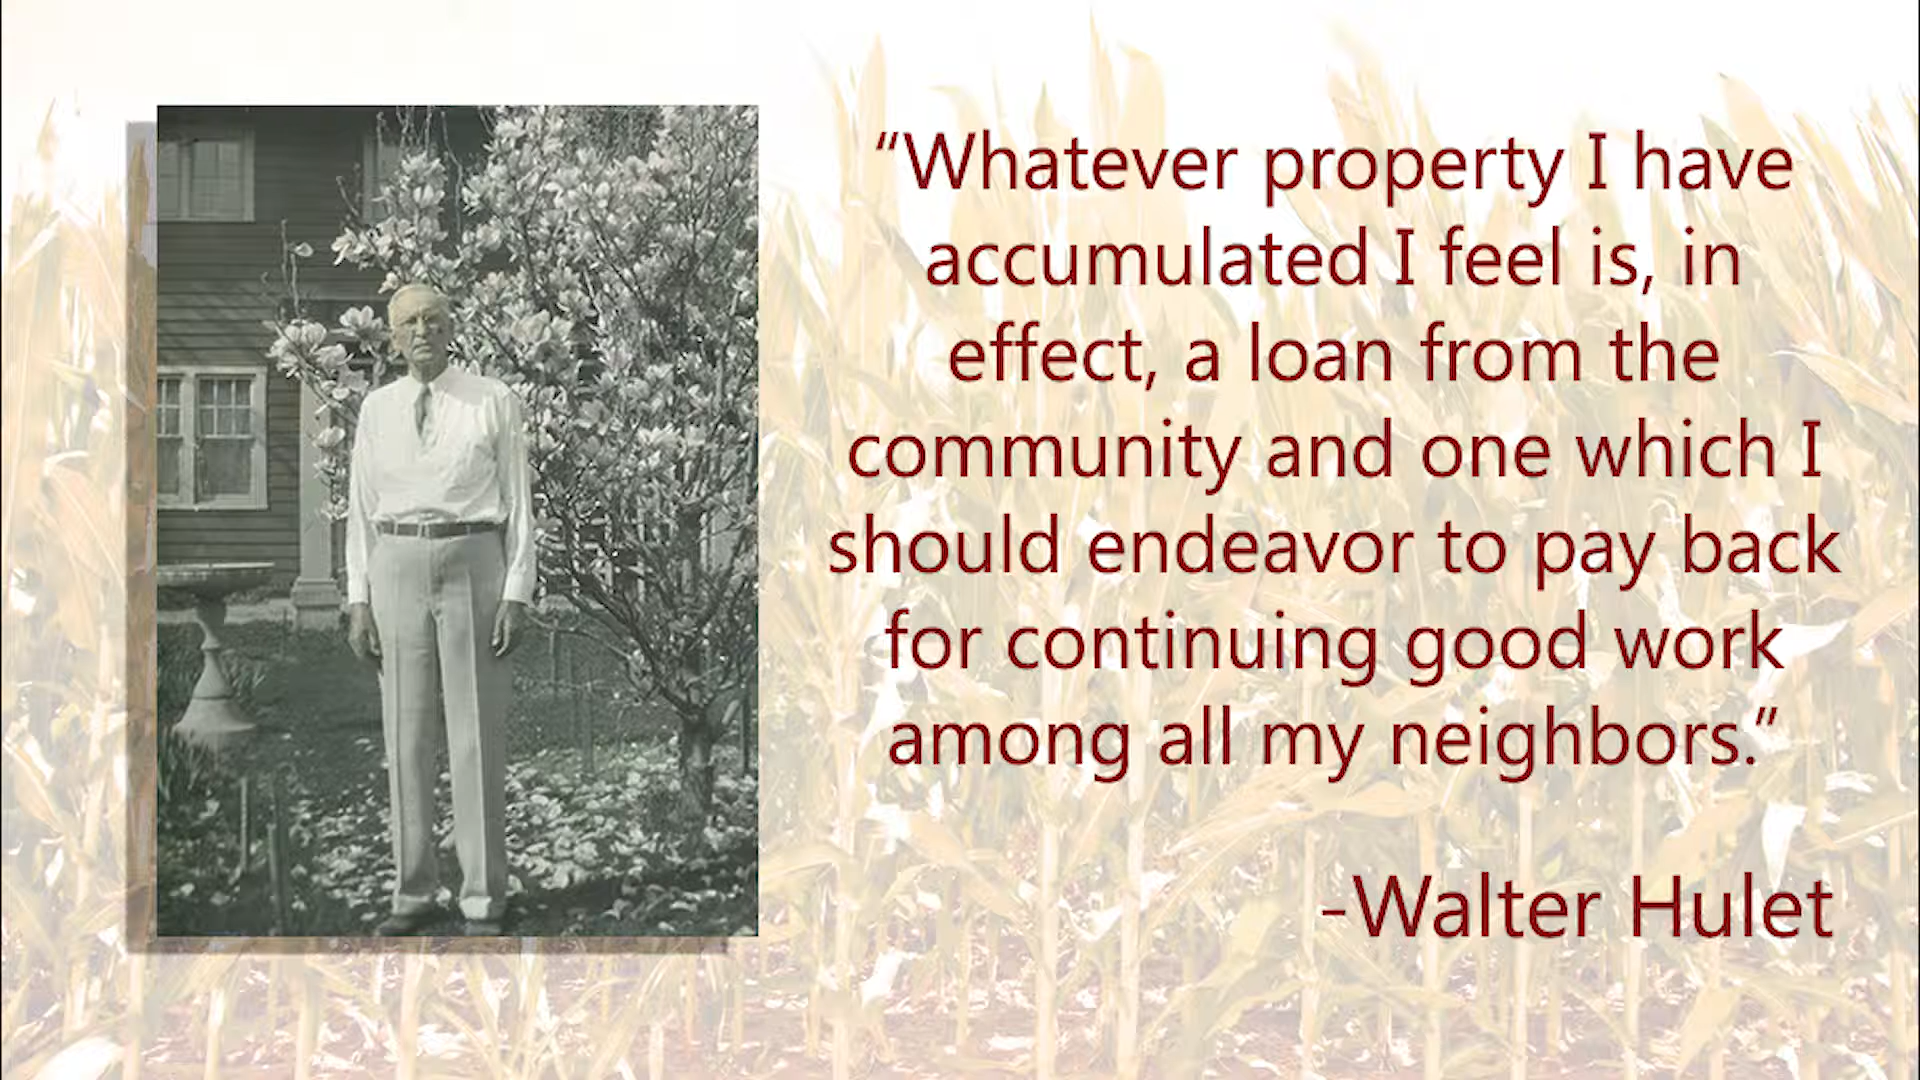 “Whatever property I have
accumulated I feel is, in
effect, a loan from the
community and one which I
should endeavor to pay back
for continuing good work
among all my neighbors.”
-Walter Hulet